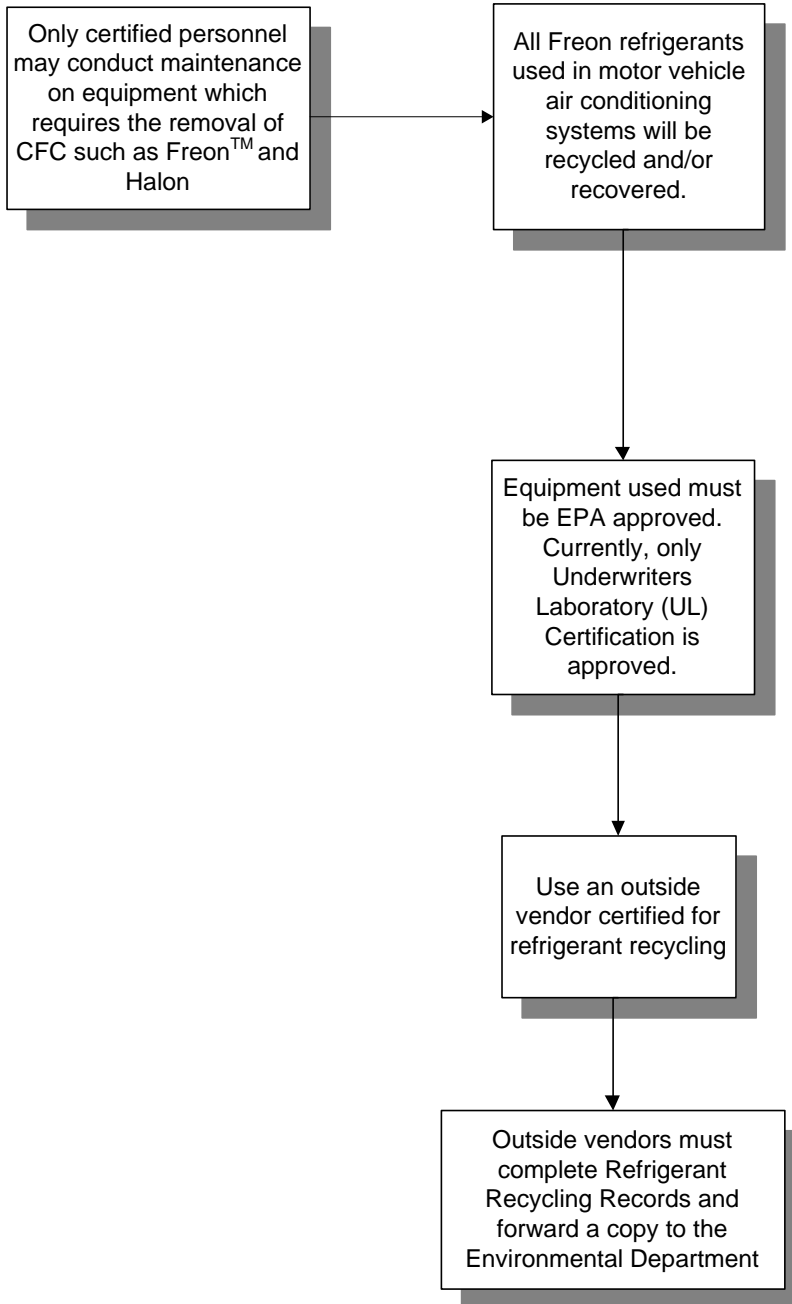 Only certified personnel
may conduct maintenance
on equipment which
requires the removal of
CFC such as Freon™ and
Halon
All Freon refrigerants
used in motor vehicle
air conditioning
systems will be
recycled and/or
recovered.
Equipment used must
be EPA approved.
Currently, only
Underwriters
Laboratory (UL)
Certification is
approved.
Use an outside
vendor certified for
refrigerant recycling
Outside vendors must
complete Refrigerant
Recycling Records and
forward a copy to the
Environmental Department